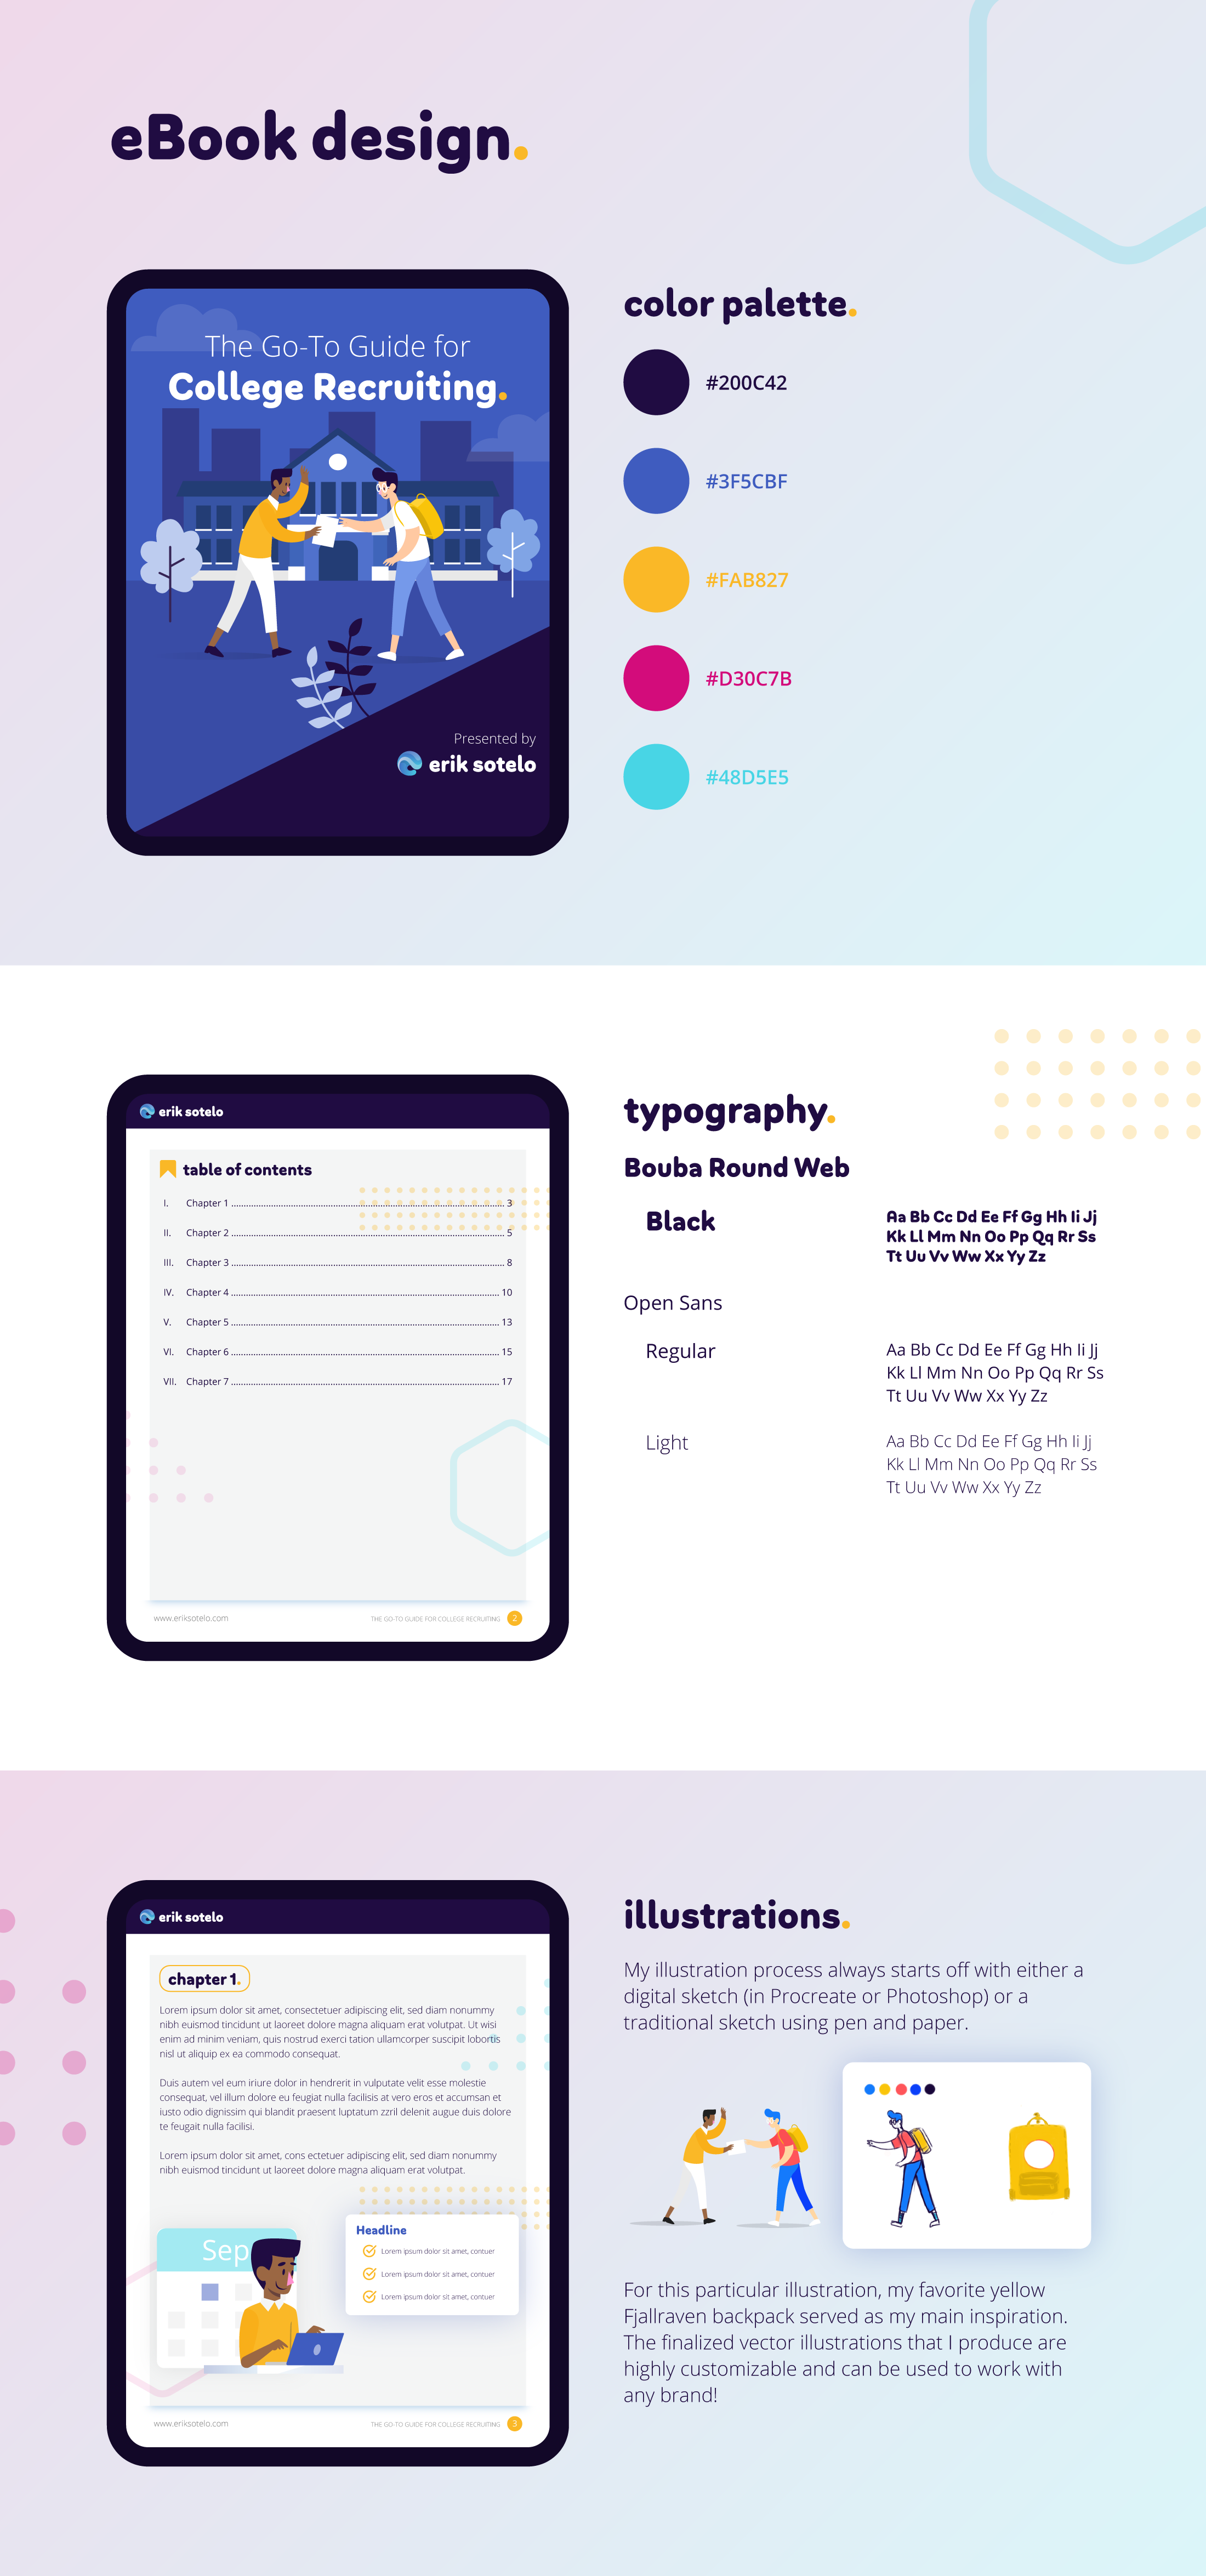 eBook design.
The Go-To Guide for
College Recruiting.
Presented by
erik sotelo
color palette.
#200C42
#3F5CBF
#FAB827
#D30C7B
#48D5E5
erik sotelo
table of contents
I. Chapter 1 ........ 3
II. Chapter 2 ........ 5
III. Chapter 3 ........ 8
IV. Chapter 4 ........ 10
V. Chapter 5 ........ 13
VI. Chapter 6 ........ 15
VII. Chapter 7 ........ 17
www.eriksotelo.com
THE GO-TO GUIDE FOR COLLEGE RECRUITING 2
typography.
Bouba Round Web
Black
Aa Bb Cc Dd Ee Ff Gg Hh Ii Jj
Kk Ll Mm Nn Oo Pp Qq Rr Ss
Tt Uu Vv Ww Xx Yy Zz
Open Sans
Regular
Aa Bb Cc Dd Ee Ff Gg Hh Ii Jj
Kk Ll Mm Nn Oo Pp Qq Rr Ss
Tt Uu Vv Ww Xx Yy Zz
Light
Aa Bb Cc Dd Ee Ff Gg Hh Ii Jj
Kk Ll Mm Nn Oo Pp Qq Rr Ss
Tt Uu Vv Ww Xx Yy Zz
erik sotelo
chapter 1.
Lorem ipsum dolor sit amet, consectetuer adipiscing elit, sed diam nonummy
nibh euismod tincidunt ut laoreet dolore magna aliquam erat volutpat. Ut wisi
enim ad minim veniam, quis nostrud exerci tation ullamcorper suscipit lobortis
nisl ut aliquip ex ea commodo consequat.
Duis autem vel eum iriure dolor in hendrerit in vulputate velit esse molestie
consequat, vel illum dolore eu feugiat nulla facilisis at vero eros et accumsan et
iusto odio dignissim qui blandit praesent luptatum zzril delenit augue duis dolore
te feugait nulla facilisi.
Lorem ipsum dolor sit amet, cons ectetuer adipiscing elit, sed diam nonummy
nibh euismod tincidunt ut laoreet dolore magna aliquam erat volutpat.
Sep
Headline
Lorem ipsum dolor sit amet, contuer
Lorem ipsum dolor sit amet, contuer
Lorem ipsum dolor sit amet, contuer
www.eriksotelo.com
THE GO-TO GUIDE FOR COLLEGE RECRUITING 3
illustrations.
My illustration process always starts off with either a
digital sketch (in Procreate or Photoshop) or a
traditional sketch using pen and paper.
For this particular illustration, my favorite yellow
Fjallraven backpack served as my main inspiration.
The finalized vector illustrations that I produce are
highly customizable and can be used to work with
any brand!